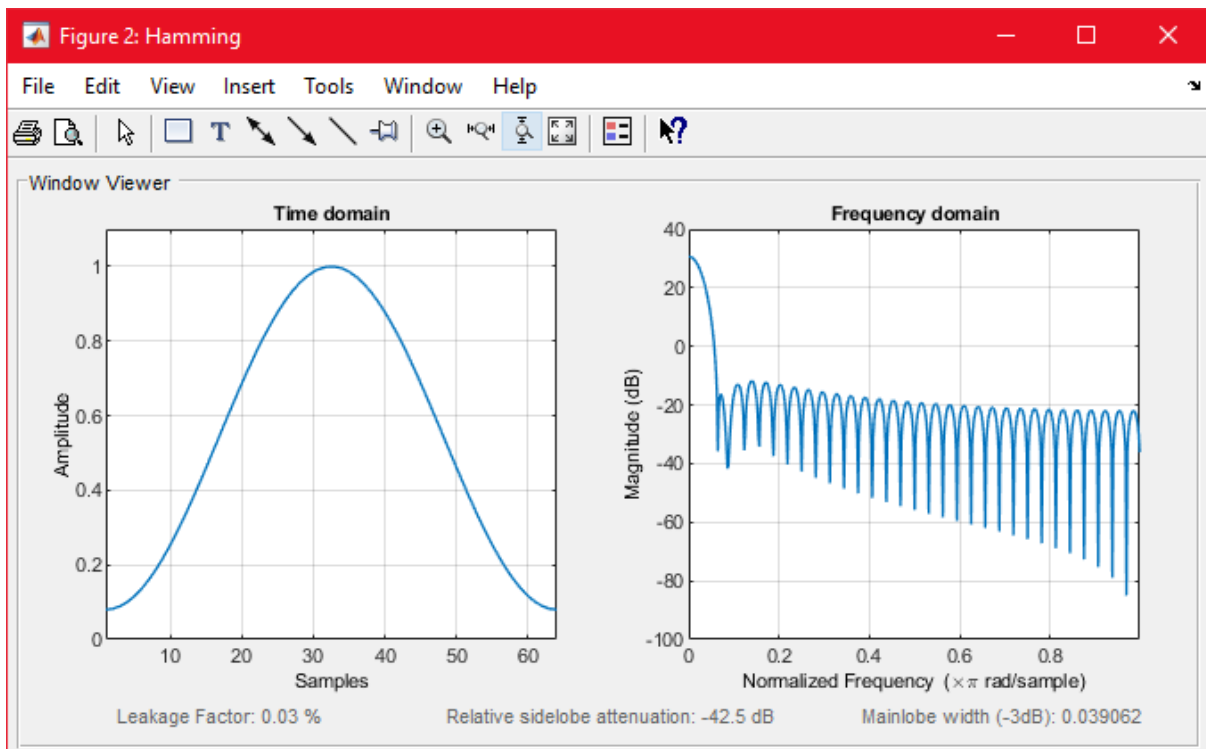 Figure 2: Hamming
File Edit View Insert Tools Window Help
T
?
Window Viewer
Time domain
1
0.8
0.6
0.4
0.2
0
Amplitude
10 20 30 40 50 60
Samples
Frequency domain
40
20
0
-20
-40
-60
-80
-100
Magnitude (dB)
0 0.2 0.4 0.6 0.8
Normalized Frequency (×π rad/sample)
Leakage Factor: 0.03 % Relative sidelobe attenuation: -42.5 dB Mainlobe width (-3dB): 0.039062